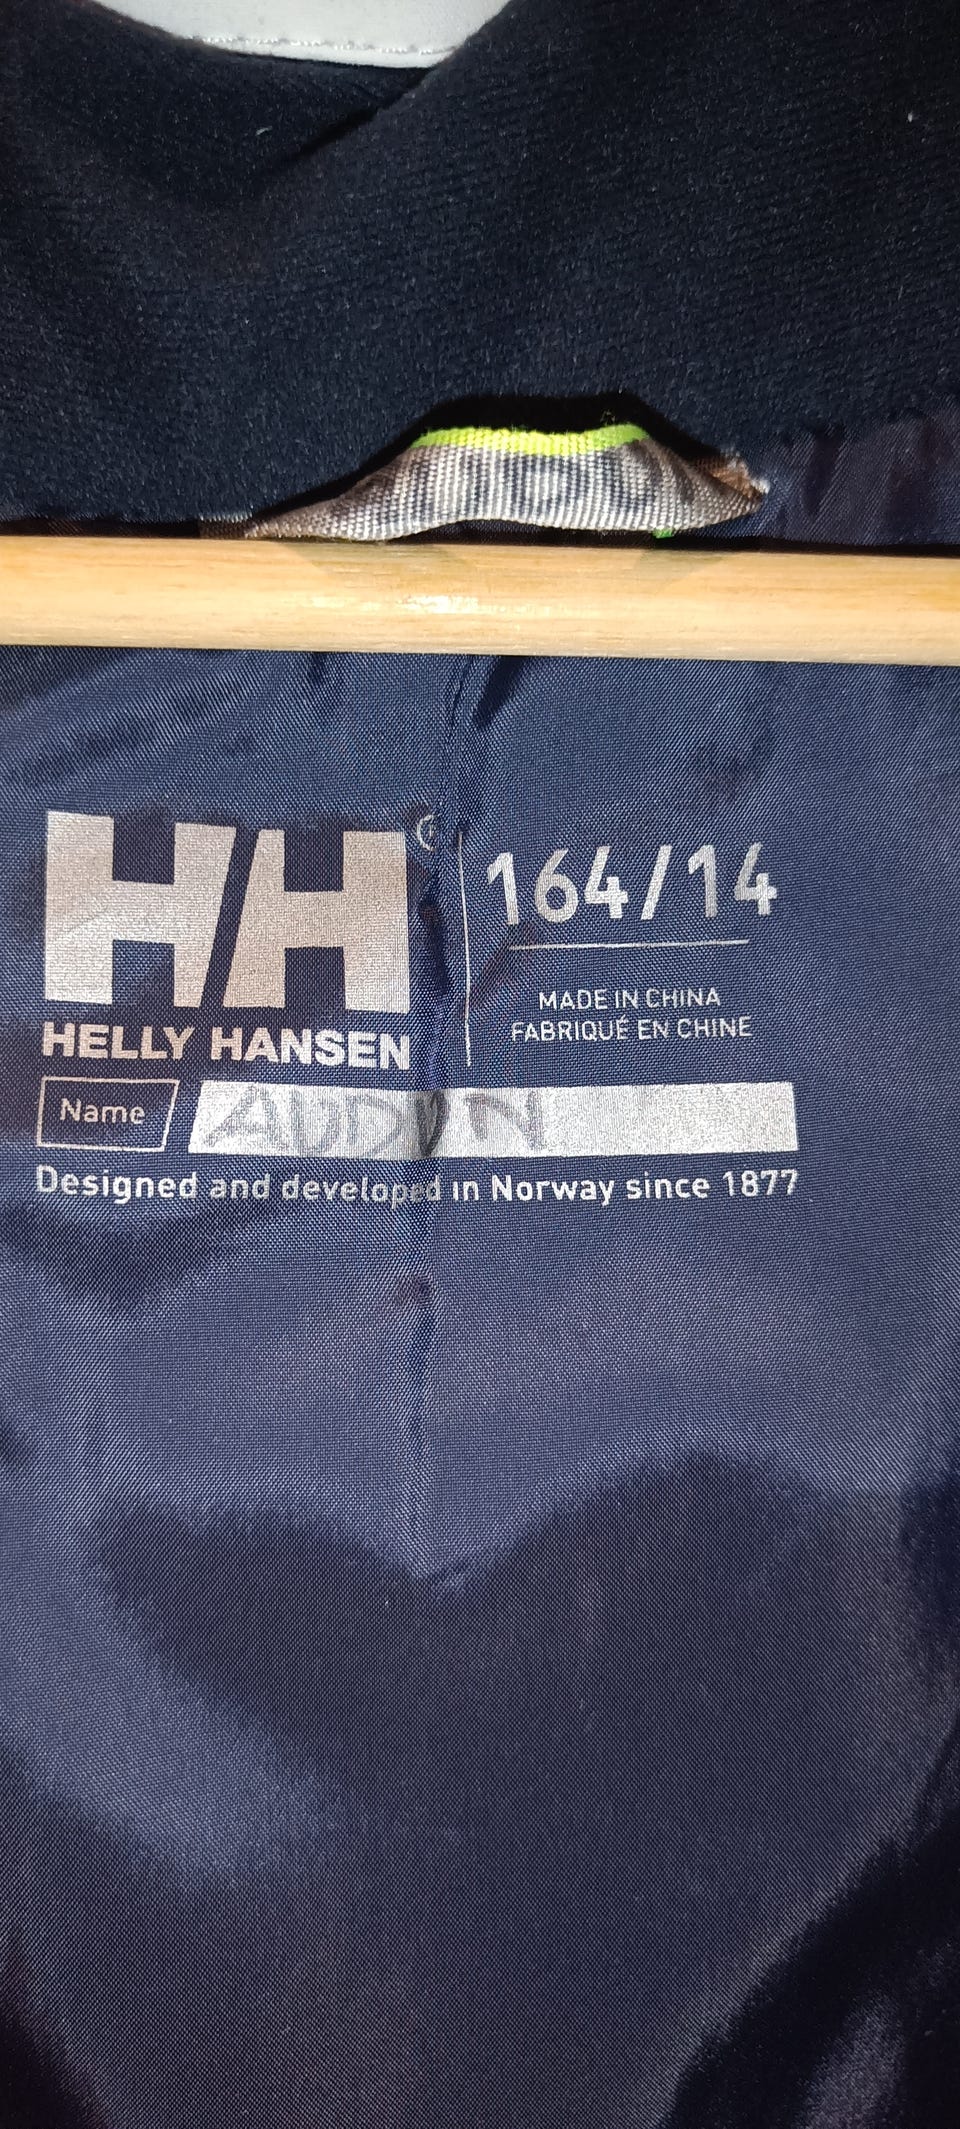 HH®
164/14
MADE IN CHINA
FABRIQUÉ EN CHINE
HELLY HANSEN
Name AUDUN
Designed and developed in Norway since 1877